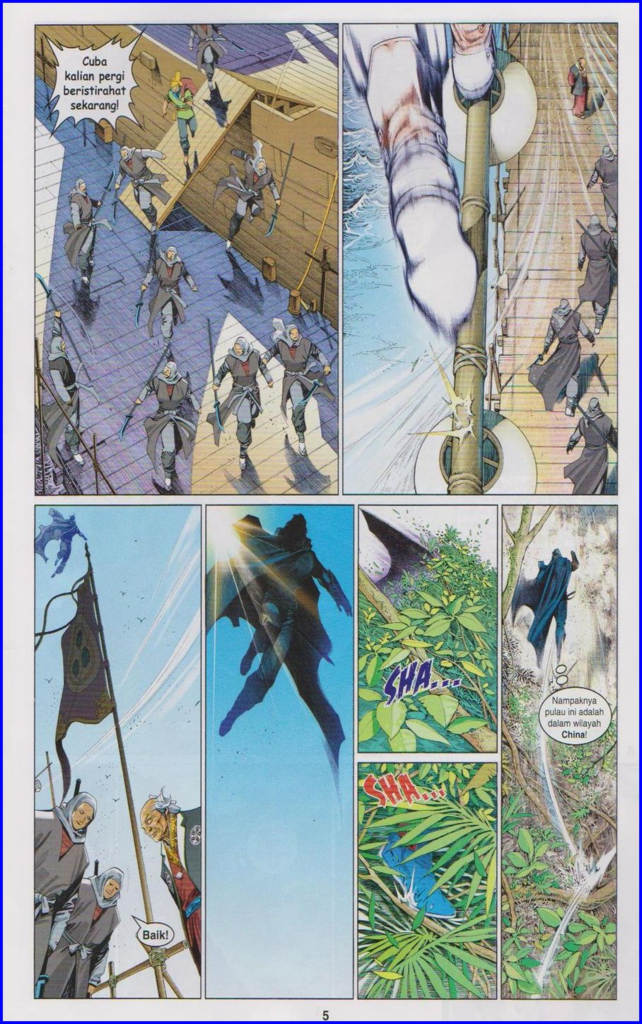 Cuba
kalian pergi
beristirahat
sekarang!
Baik!
SHA...
SHA...
Nampaknya
pulau ini adalah
dalam wilayah
China!
5